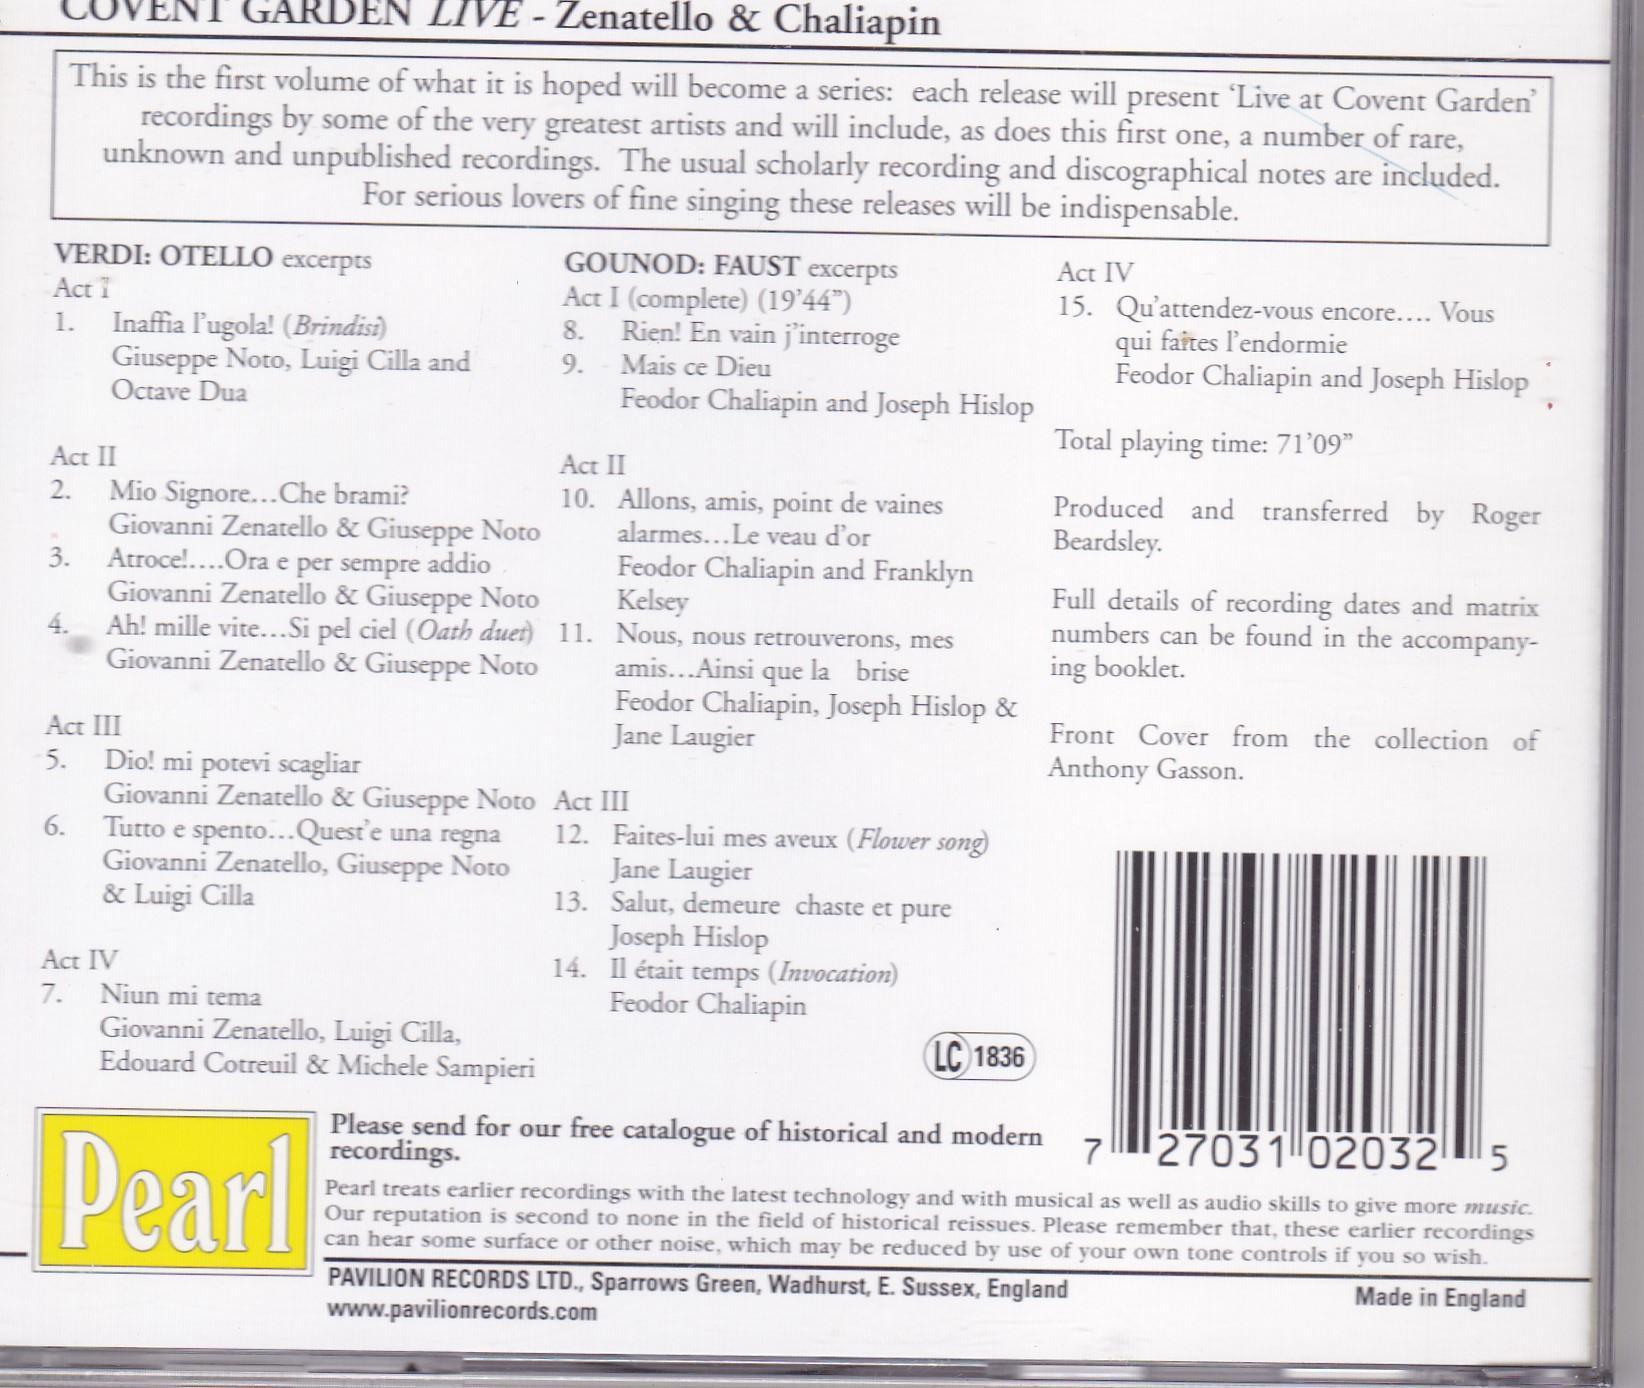 COVENT GARDEN LIVE - Zenatello & Chaliapin
This is the first volume of what it is hoped will become a series: each release will present 'Live at Covent Garden'
recordings by some of the very greatest artists and will include, as does this first one, a number of rare,
unknown and unpublished recordings. The usual scholarly recording and discographical notes are included.
For serious lovers of fine singing these releases will be indispensable.
VERDI: OTELLO excerpts
Act I
1. Inaffia l'ugola! (Brindisi)
Giuseppe Noto, Luigi Cilla and
Octave Dua
Act II
2. Mio Signore...Che brami?
Giovanni Zenatello & Giuseppe Noto
3. Atroce!....Ora e per sempre addio
Giovanni Zenatello & Giuseppe Noto
4. Ah! mille vite...Si pel ciel (Oath duet)
Giovanni Zenatello & Giuseppe Noto
Act III
5. Dio! mi potevi scagliar
Giovanni Zenatello & Giuseppe Noto
6. Tutto e spento...Quest'e una regna
Giovanni Zenatello, Giuseppe Noto
& Luigi Cilla
Act IV
7. Niun mi tema
Giovanni Zenatello, Luigi Cilla,
Edouard Cotreuil & Michele Sampieri
GOUNOD: FAUST excerpts
Act I (complete) (19'44")
8. Rien! En vain j'interroge
9. Mais ce Dieu
Feodor Chaliapin and Joseph Hislop
Act II
10. Allons, amis, point de vaines
alarmes...Le veau d'or
Feodor Chaliapin and Franklyn
Kelsey
11. Nous, nous retrouverons, mes
amis...Ainsi que la brise
Feodor Chaliapin, Joseph Hislop &
Jane Laugier
Act III
12. Faites-lui mes aveux (Flower song)
Jane Laugier
13. Salut, demeure chaste et pure
Joseph Hislop
14. Il était temps (Invocation)
Feodor Chaliapin
Act IV
15. Qu'attendez-vous encore.... Vous
qui faites l'endormie
Feodor Chaliapin and Joseph Hislop
Total playing time: 71'09"
Produced and transferred by Roger
Beardsley.
Full details of recording dates and matrix
numbers can be found in the accompany-
ing booklet.
Front Cover from the collection of
Anthony Gasson.
LC 1836
7 27031 02032 5
Pearl
Please send for our free catalogue of historical and modern
recordings.
Pearl treats earlier recordings with the latest technology and with musical as well as audio skills to give more music.
Our reputation is second to none in the field of historical reissues. Please remember that, these earlier recordings
can hear some surface or other noise, which may be reduced by use of your own tone controls if you so wish.
PAVILION RECORDS LTD., Sparrows Green, Wadhurst, E. Sussex, England
www.pavilionrecords.com
Made in England